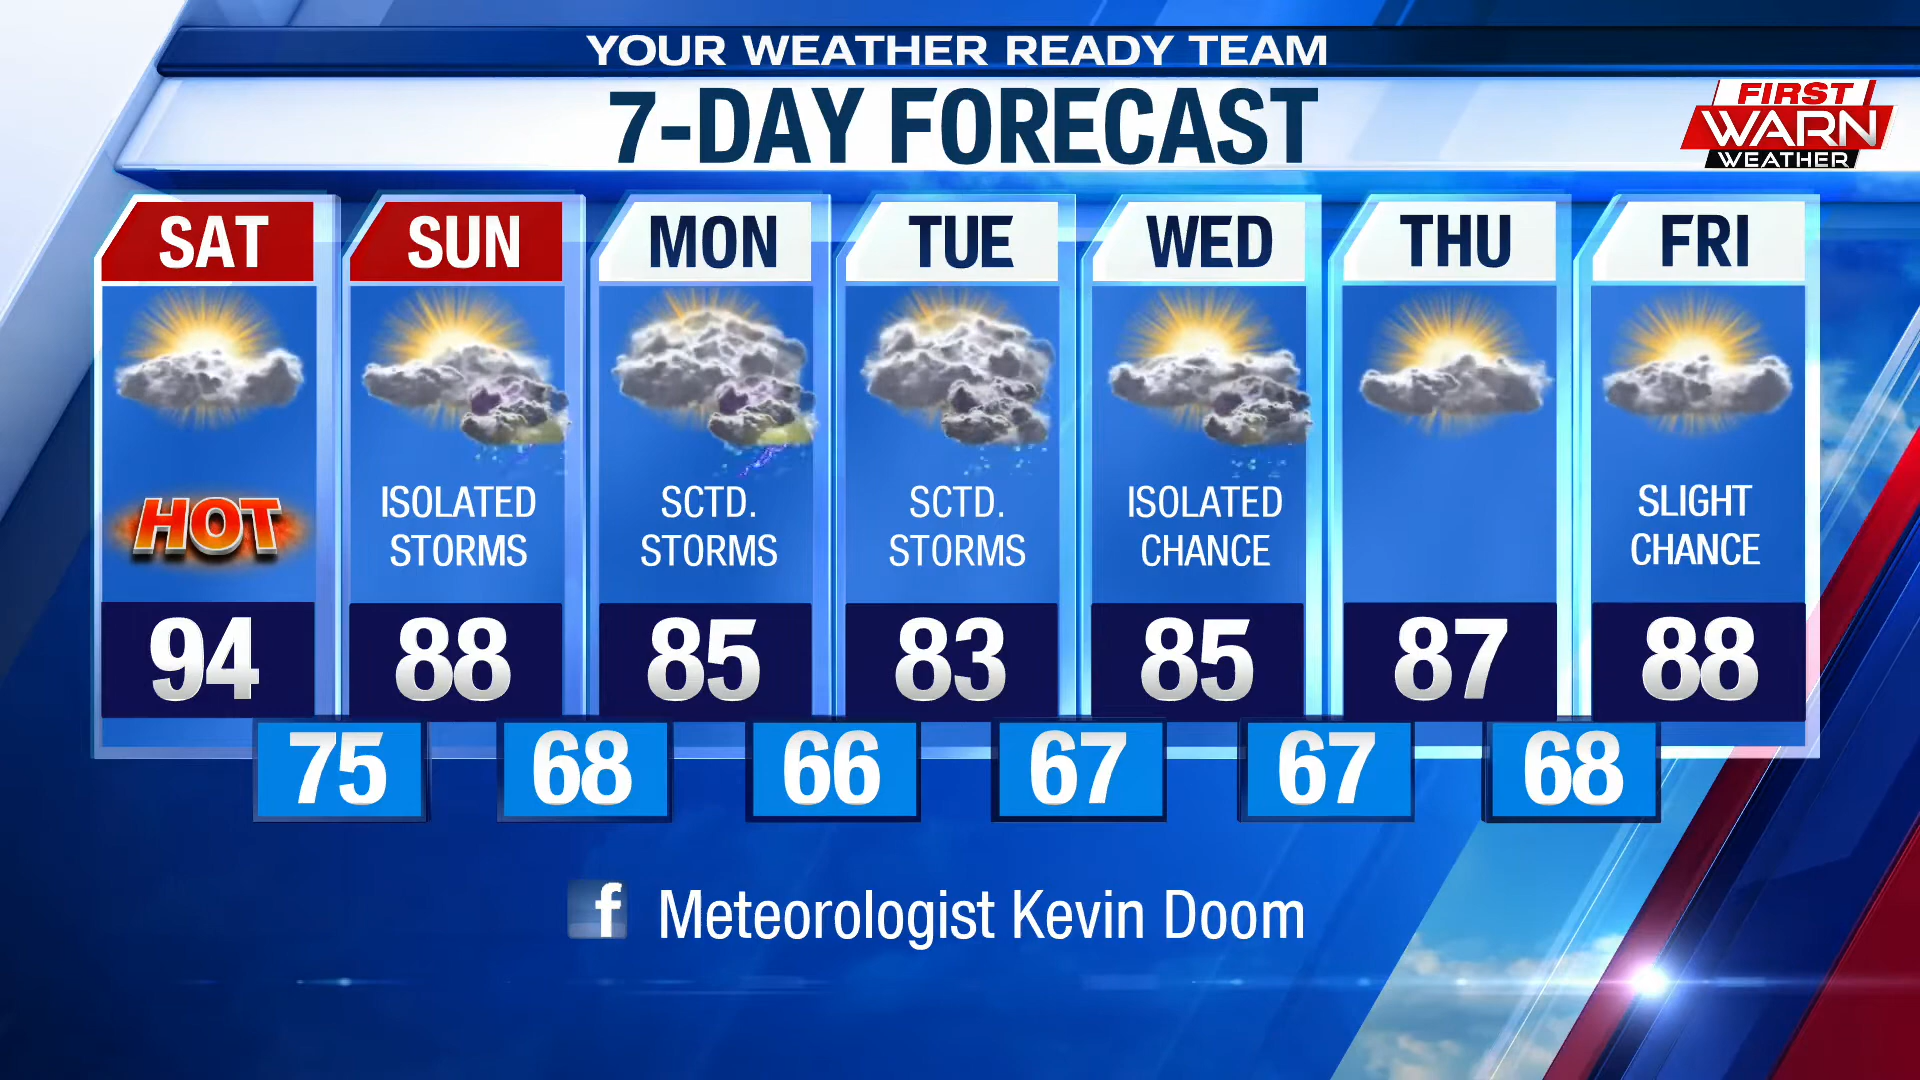 YOUR WEATHER READY TEAM
7-DAY FORECAST
FIRST
WARN
WEATHER
SAT
SUN
MON
TUE
WED
THU
FRI
HOT
ISOLATED
STORMS
SCTD.
STORMS
SCTD.
STORMS
ISOLATED
CHANCE
SLIGHT
CHANCE
94
88
85
83
85
87
88
75
68
66
67
67
68
f
Meteorologist Kevin Doom